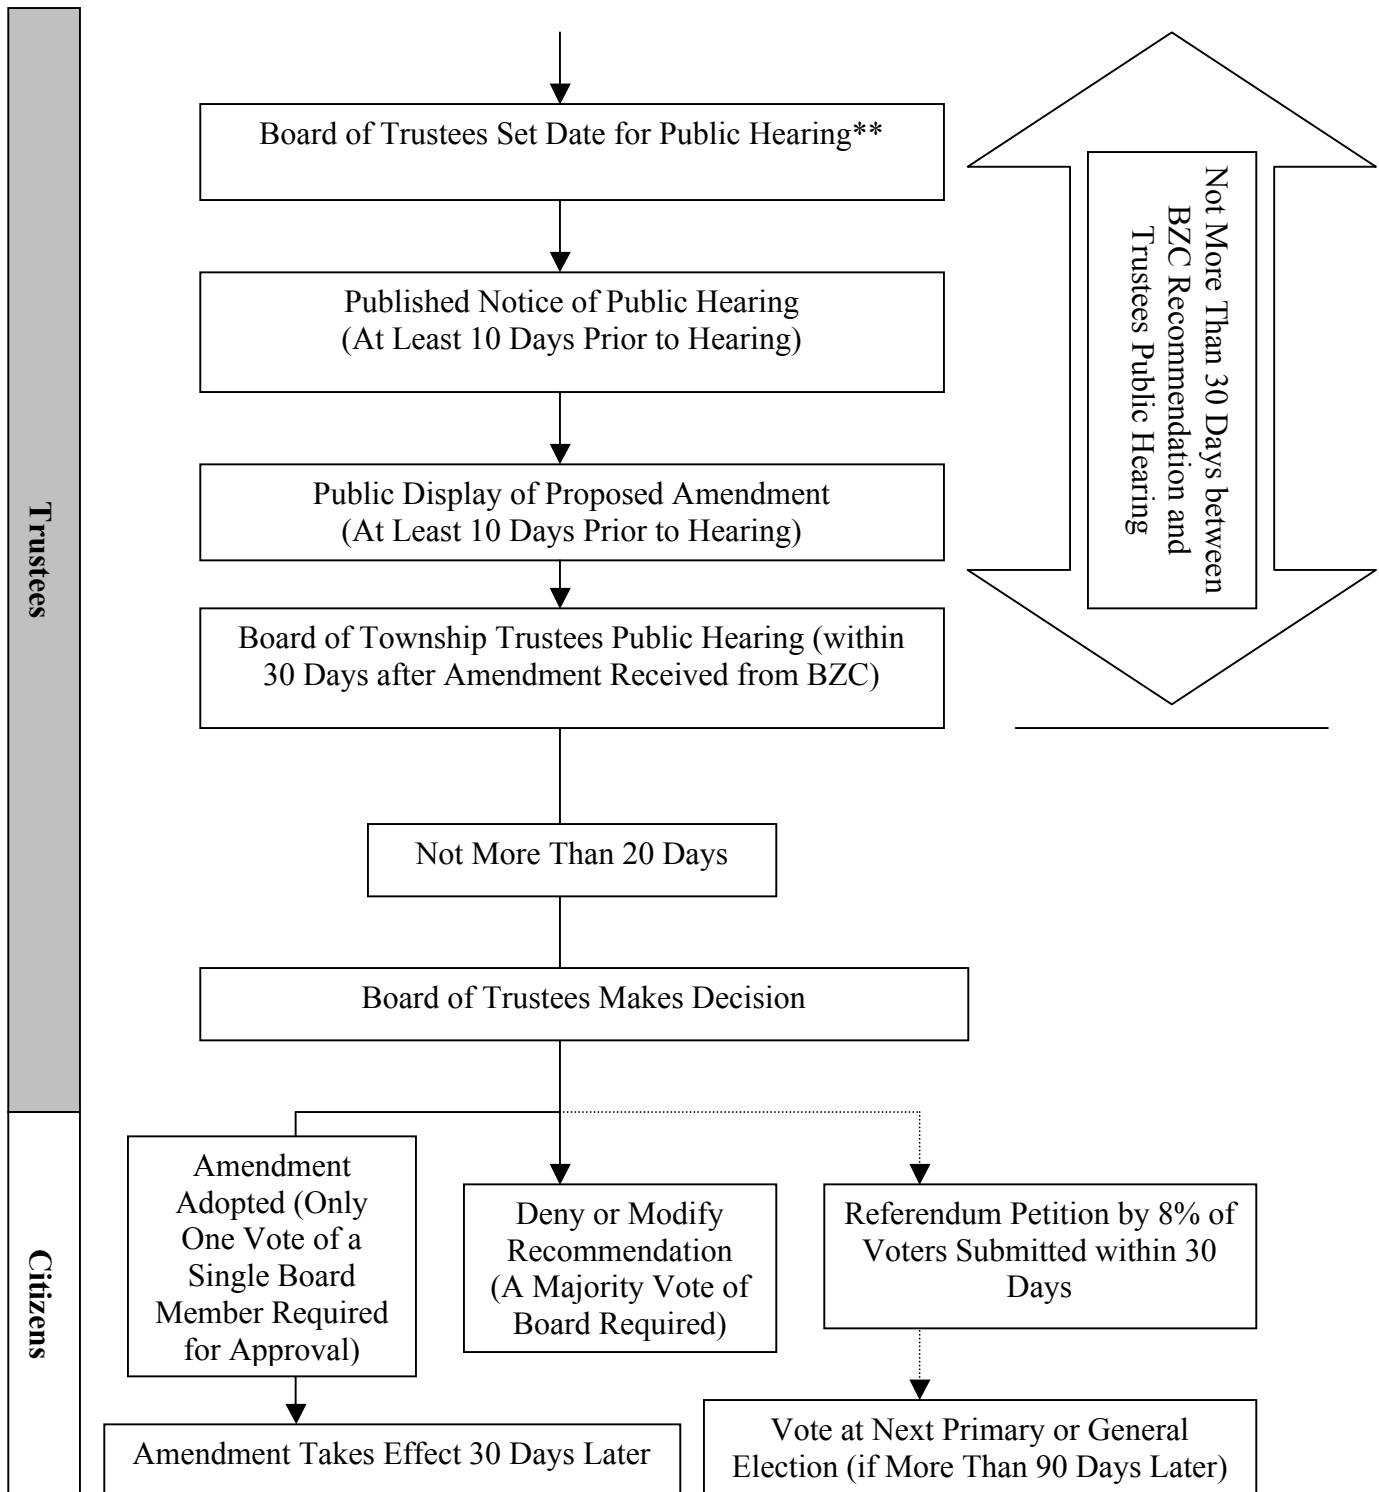 Board of Trustees Set Date for Public Hearing**
Not More Than 30 Days between
BZC Recommendation and
Trustees Public Hearing
Published Notice of Public Hearing
(At Least 10 Days Prior to Hearing)
Public Display of Proposed Amendment
(At Least 10 Days Prior to Hearing)
Trustees
Board of Township Trustees Public Hearing (within
30 Days after Amendment Received from BZC)
Not More Than 20 Days
Board of Trustees Makes Decision
Citizens
Amendment
Adopted (Only
One Vote of a
Single Board
Member Required
for Approval)
Deny or Modify
Recommendation
(A Majority Vote of
Board Required)
Referendum Petition by 8% of
Voters Submitted within 30
Days
Amendment Takes Effect 30 Days Later
Vote at Next Primary or General
Election (if More Than 90 Days Later)